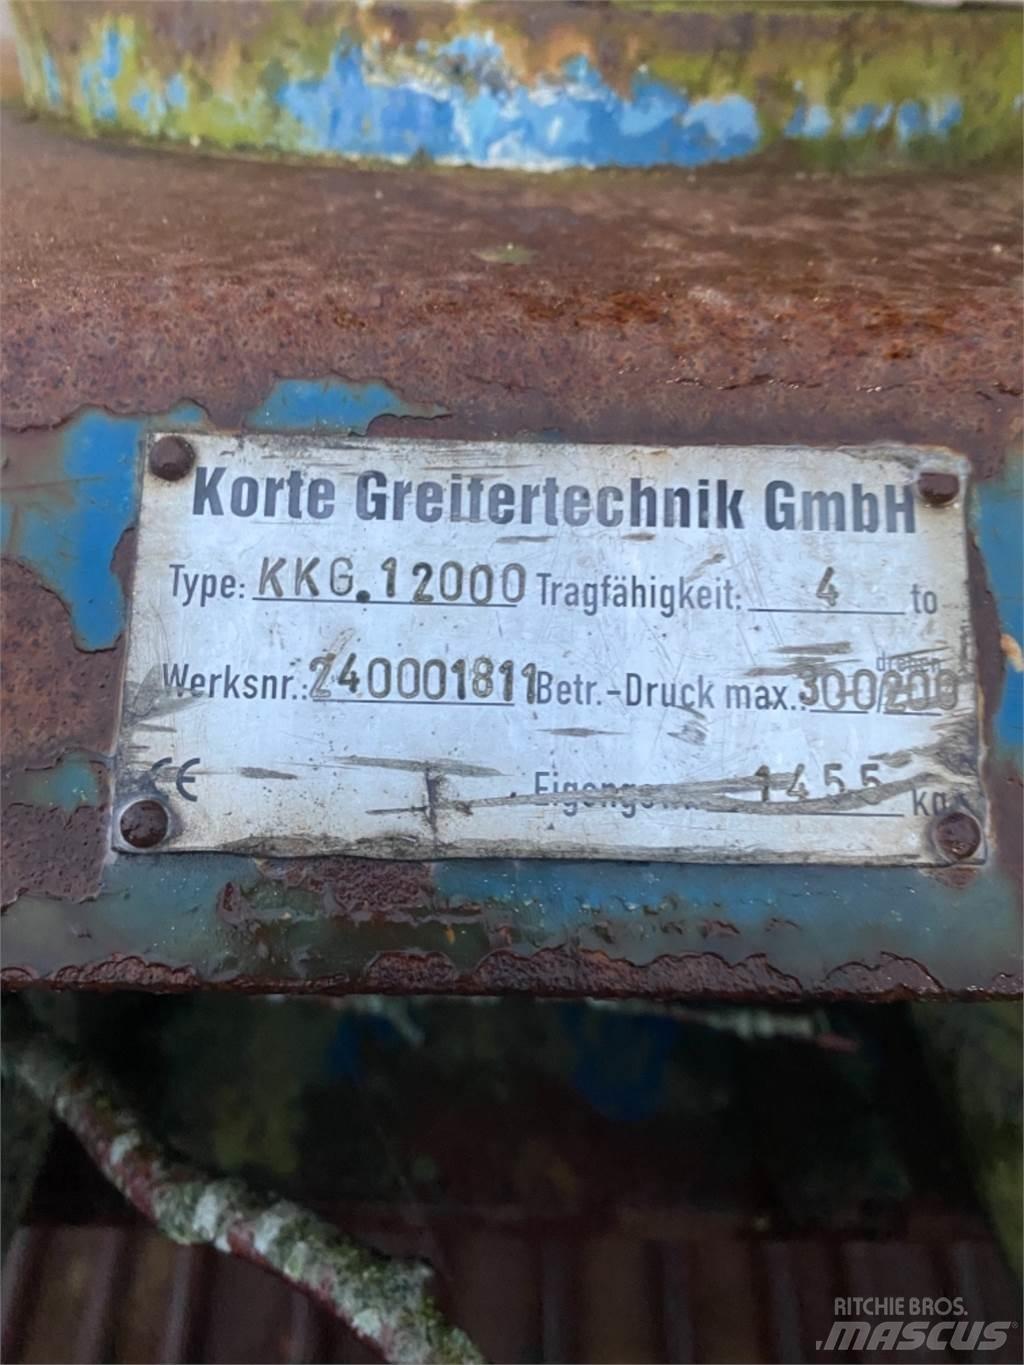 Korte Greifertechnik GmbH
Type: KKG.12000 Tragfähigkeit: 4 to
drehen
Werksnr.: 240001811 Betr.-Druck max.: 300/200
CE 1455 kg
RITCHIE BROS.
MASCUS